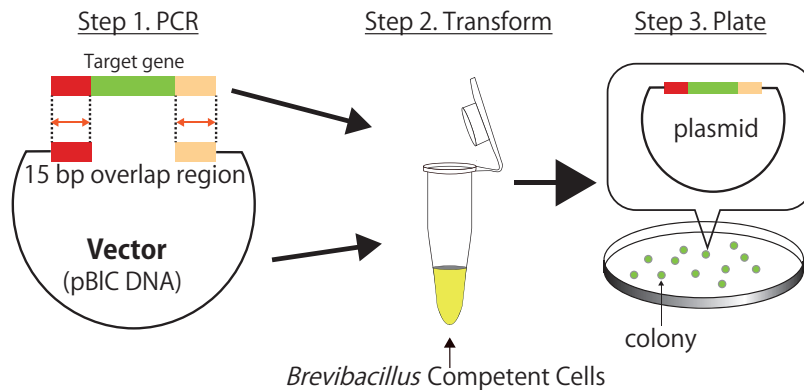 Step 1. PCR
Step 2. Transform
Step 3. Plate
Target gene
15 bp overlap region
Vector
(pBIC DNA)
plasmid
colony
Brevibacillus Competent Cells